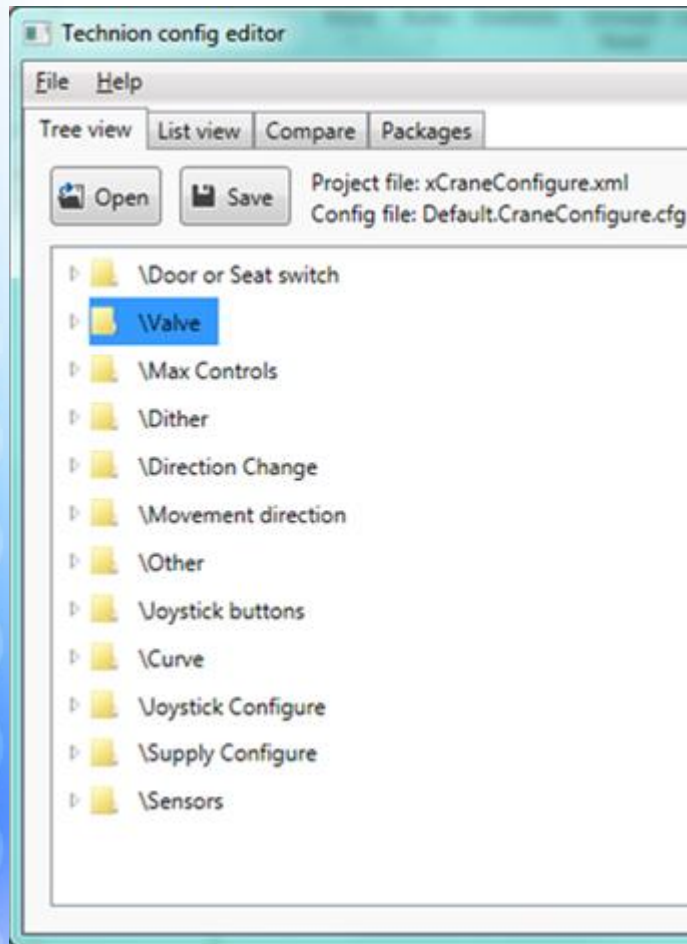 Technion config editor
File Help
Tree view List view Compare Packages
Open Save
Project file: xCraneConfigure.xml
Config file: Default.CraneConfigure.cfg
\Door or Seat switch
\Valve
\Max Controls
\Dither
\Direction Change
\Movement direction
\Other
\Joystick buttons
\Curve
\Joystick Configure
\Supply Configure
\Sensors